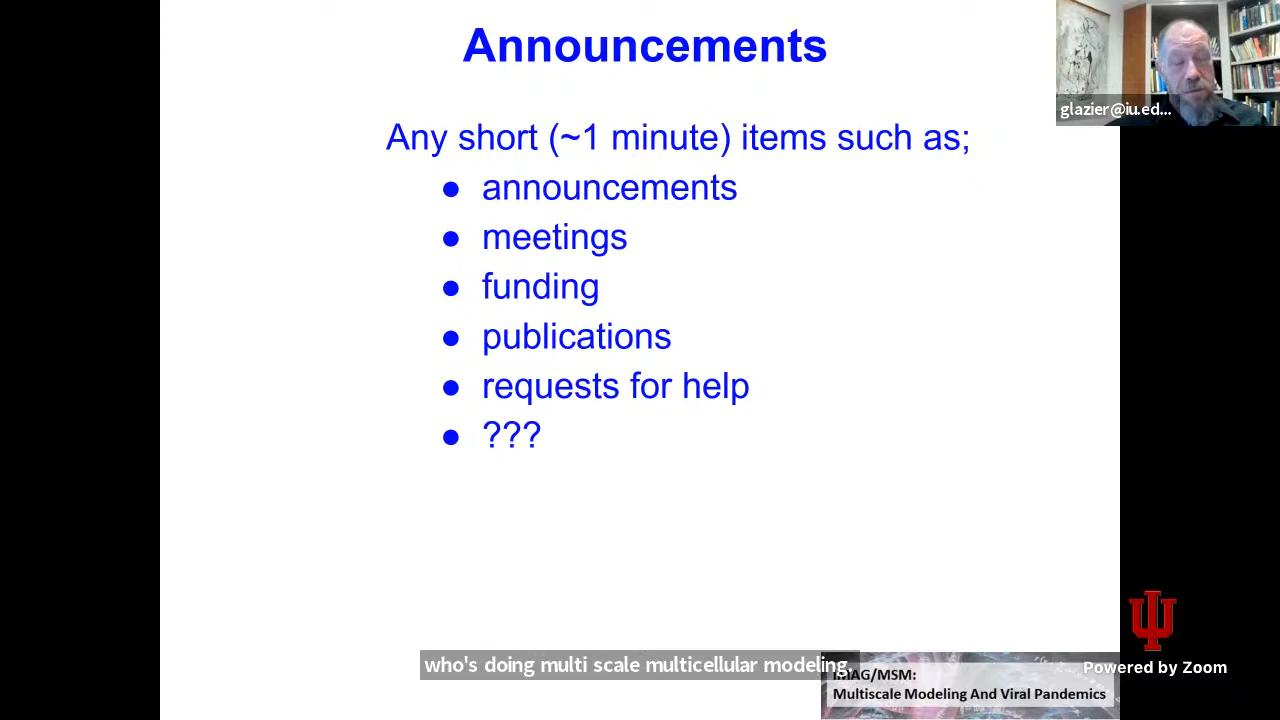 Announcements
glazier@iu.ed...
Any short (~1 minute) items such as;
● announcements
● meetings
● funding
● publications
● requests for help
● ???
who's doing multi scale multicellular modeling,
IMAG/MSM:
Multiscale Modeling And Viral Pandemics
Powered by Zoom